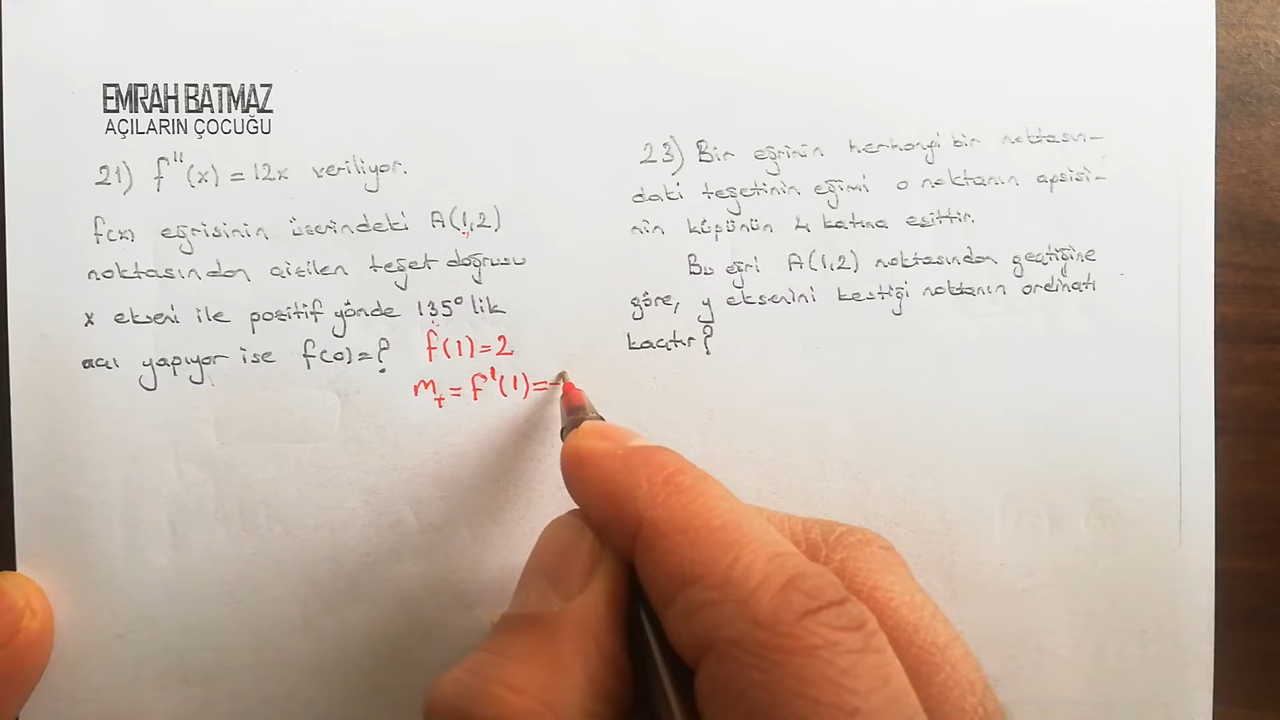 EMRAH BATMAZ
AÇILARIN ÇOCUĞU
21) f''(x) = 12x veriliyor.
f(x) eğrisinin üzerindeki A(1,2)
noktasından çizilen teğet doğrusu
x ekseni ile pozitif yönde 135° lik
açı yapıyor ise f(0)=?
f(1)=2
m_t = f'(1) = -
23) Bir eğrinin herhangi bir noktasın-
daki teğetinin eğimi o noktanın apsisi-
nin küpünün 4 katına eşittir.
Bu eğri A(1,2) noktasından geçtiğine
göre, y eksenini kestiği noktanın ordinatı
kaçtır?